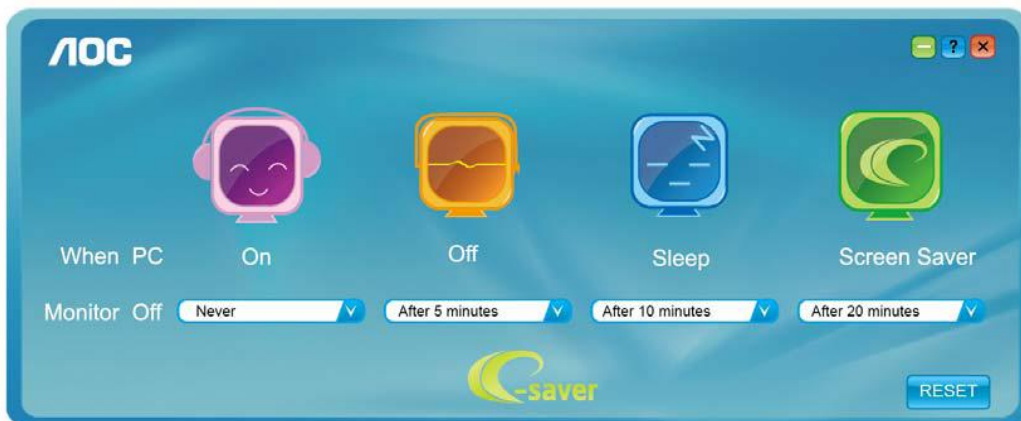 AOC
?
When PC On Off Sleep Screen Saver
Monitor Off Never After 5 minutes After 10 minutes After 20 minutes
e-saver
RESET